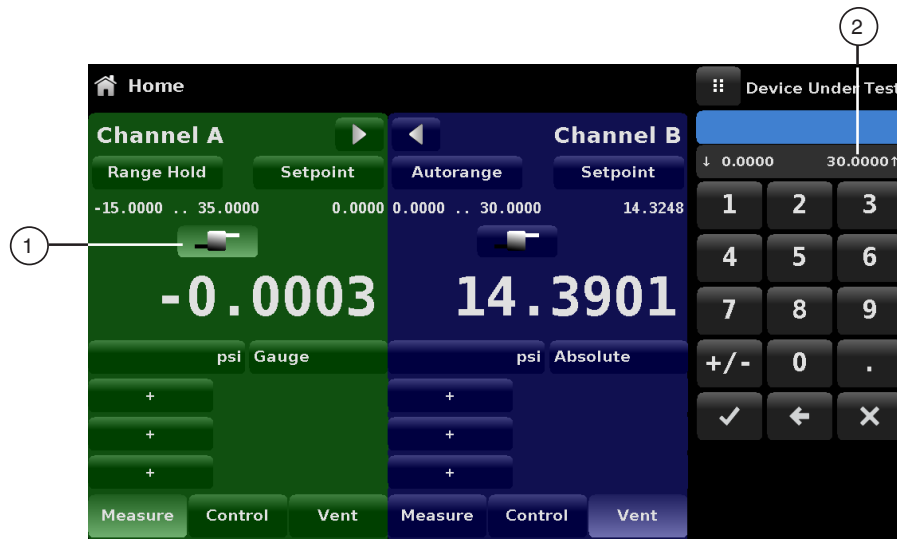 2
Home
Device Under Test
Channel A
Channel B
Range Hold Setpoint
Autorange Setpoint
↓ 0.0000 30.0000↑
-15.0000 .. 35.0000 0.0000
0.0000 .. 30.0000 14.3248
1 2 3
1
4 5 6
-0.0003
14.3901
7 8 9
psi Gauge
psi Absolute
+/- 0 .
+ +
+ +
+ +
Measure Control Vent
Measure Control Vent